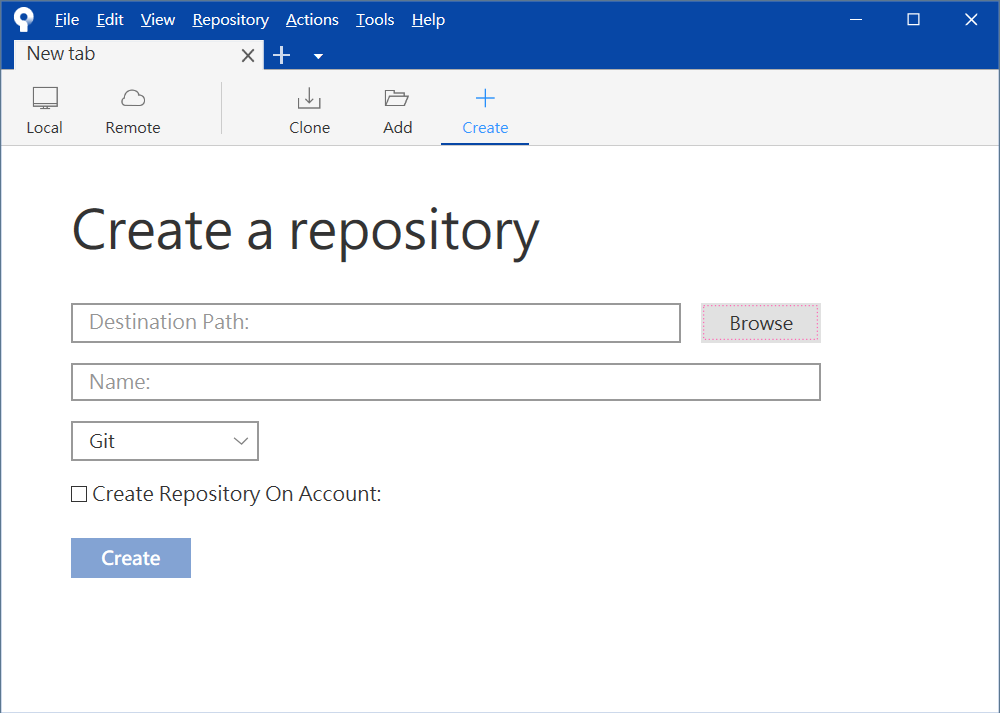 File Edit View Repository Actions Tools Help
New tab
Local Remote Clone Add Create
Create a repository
Destination Path: Browse
Name:
Git
Create Repository On Account:
Create